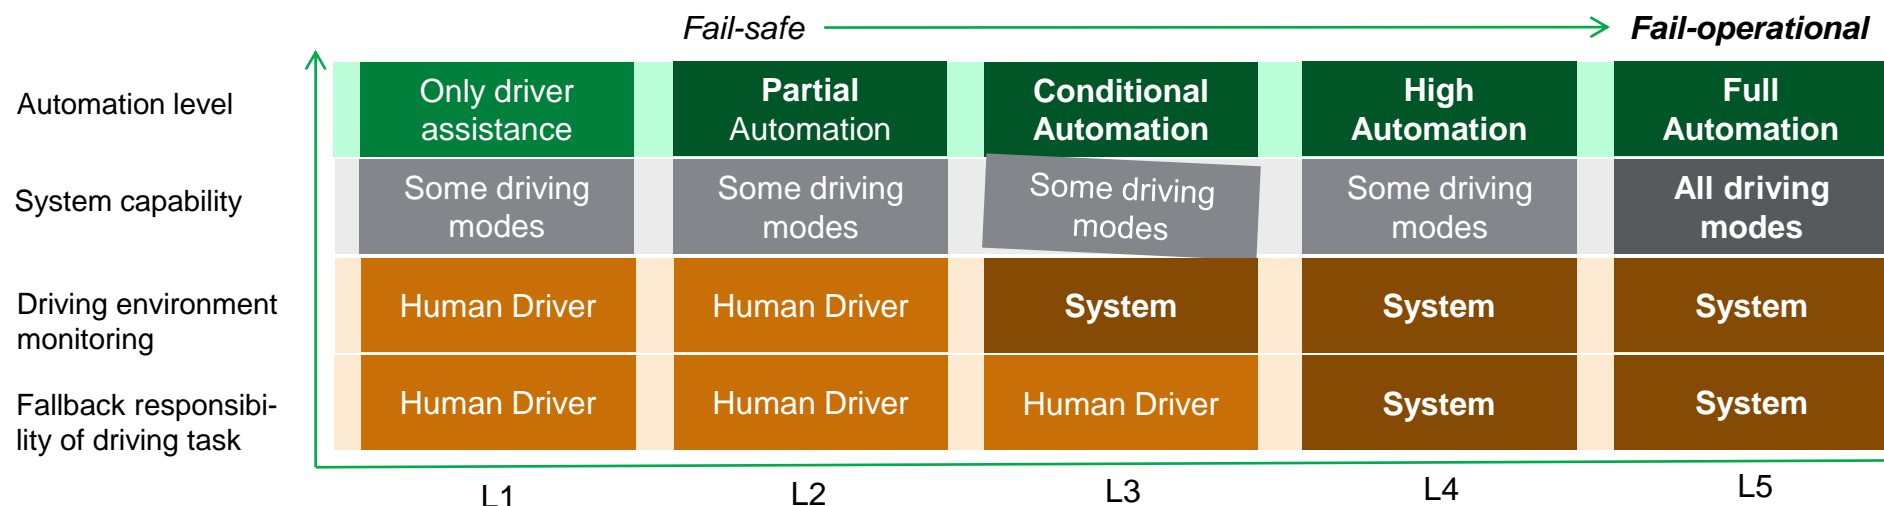 Fail-safe
Fail-operational
Automation level
Only driver
assistance
Partial
Automation
Conditional
Automation
High
Automation
Full
Automation
System capability
Some driving
modes
Some driving
modes
Some driving
modes
Some driving
modes
All driving
modes
Driving environment
monitoring
Human Driver
Human Driver
System
System
System
Fallback responsibi-
lity of driving task
Human Driver
Human Driver
Human Driver
System
System
L1
L2
L3
L4
L5